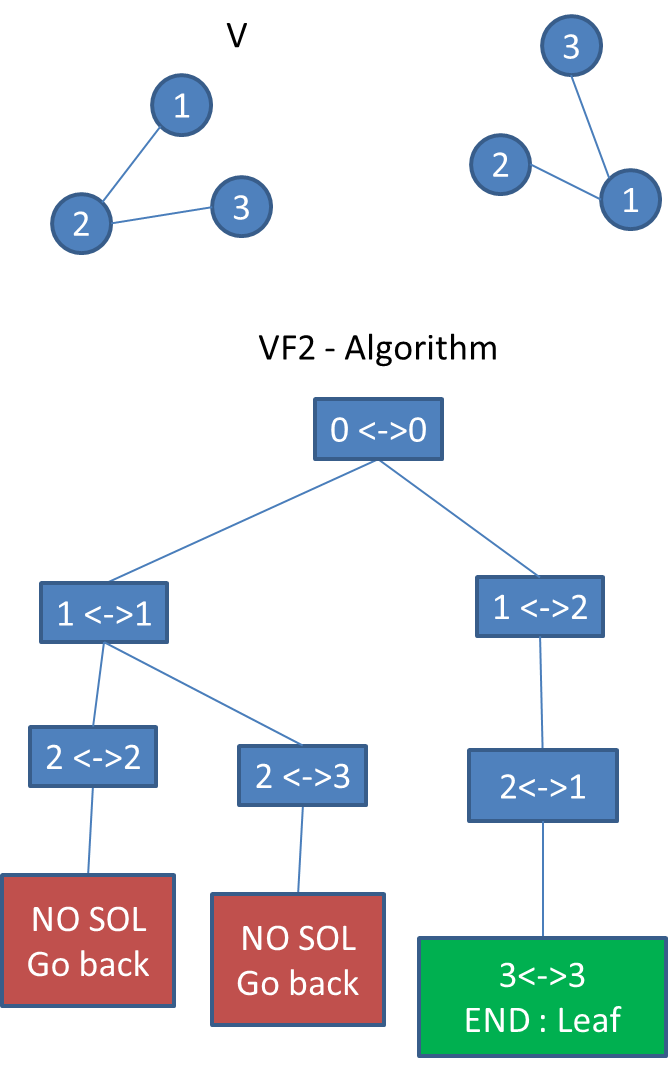 V
1
2
3
3
2
1
VF2 - Algorithm
0 <->0
1 <->1
1 <->2
2 <->2
2 <->3
2<->1
NO SOL
Go back
NO SOL
Go back
3<->3
END : Leaf